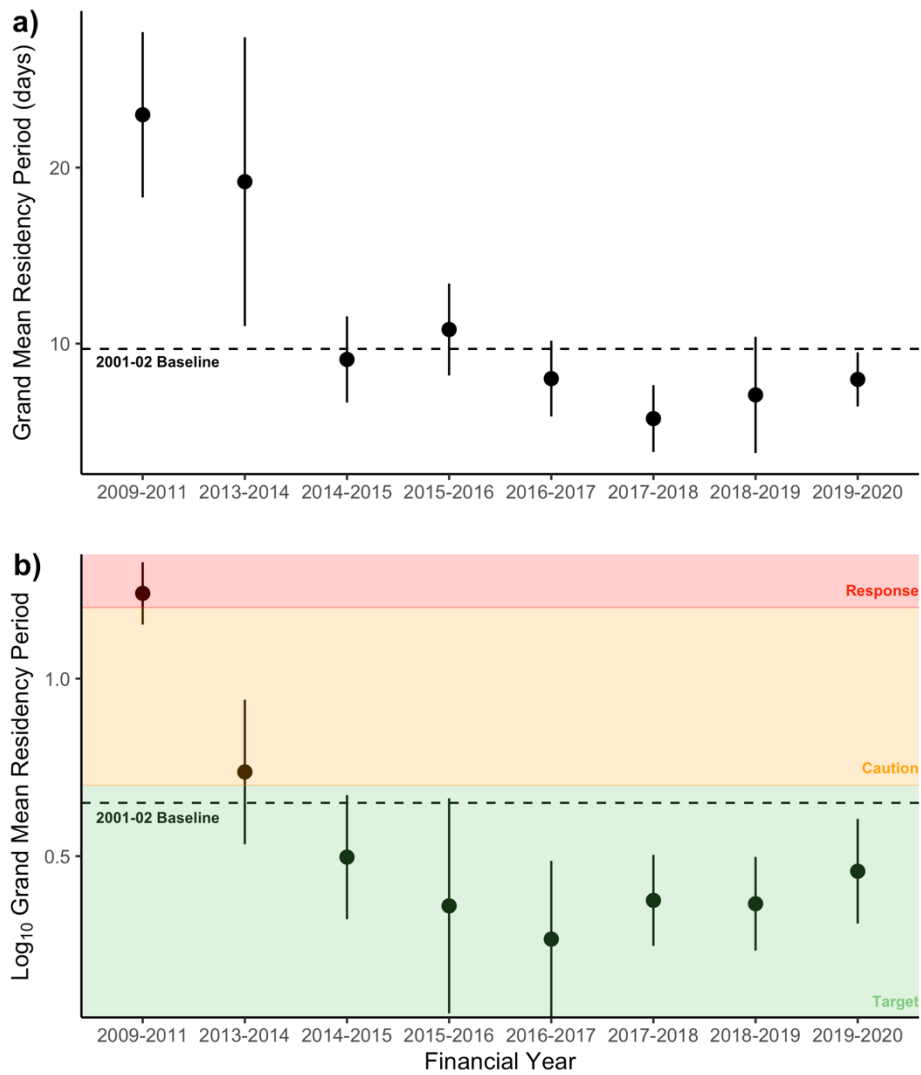 a)
Grand Mean Residency Period (days)
20
10
2001-02 Baseline
2009-2011 2013-2014 2014-2015 2015-2016 2016-2017 2017-2018 2018-2019 2019-2020
b)
Log₁₀ Grand Mean Residency Period
Response
1.0
Caution
2001-02 Baseline
0.5
Target
2009-2011 2013-2014 2014-2015 2015-2016 2016-2017 2017-2018 2018-2019 2019-2020
Financial Year